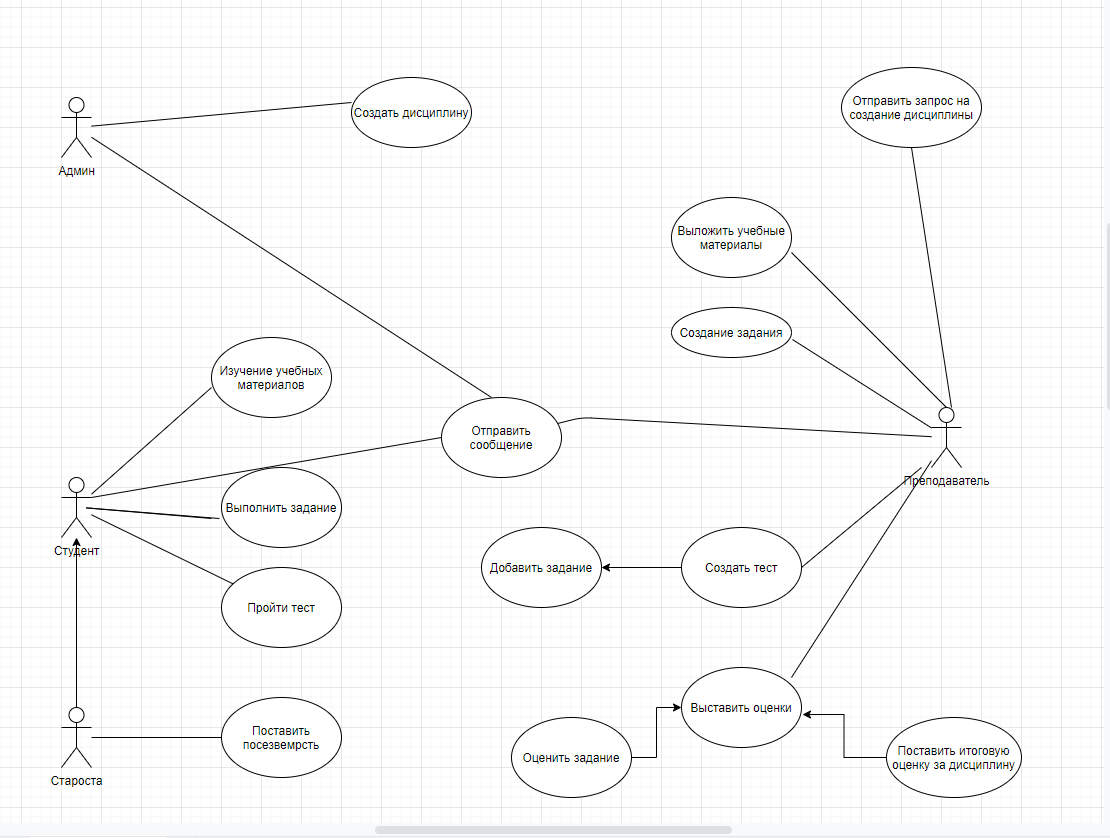 Отправить запрос на
создание дисциплины
Создать дисциплину
Админ
Выложить учебные
материалы
Создание задания
Изучение учебных
материалов
Отправить
сообщение
Преподаватель
Выполнить задание
Студент
Добавить задание
Создать тест
Пройти тест
Выставить оценки
Поставить
посезвемрсть
Оценить задание
Поставить итоговую
оценку за дисциплину
Староста